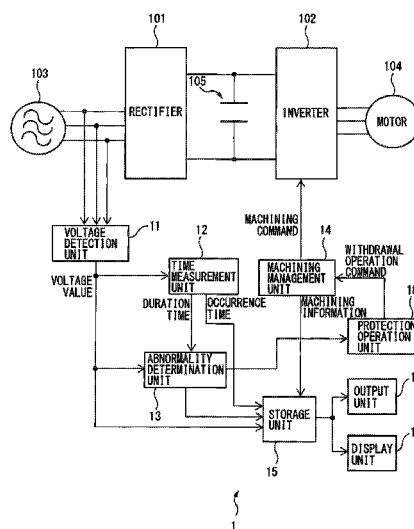 101
102
103
104
105
RECTIFIER
INVERTER
MOTOR
11
VOLTAGE
DETECTION
UNIT
VOLTAGE
VALUE
12
TIME
MEASUREMENT
UNIT
MACHINING
COMMAND
14
MACHINING
MANAGEMENT
UNIT
WITHDRAWAL
OPERATION
COMMAND
DURATION
TIME
OCCURRENCE
TIME
MACHINING
INFORMATION
PROTECTION
OPERATION
UNIT
ABNORMALITY
DETERMINATION
UNIT
13
STORAGE
UNIT
15
OUTPUT
UNIT
DISPLAY
UNIT
1